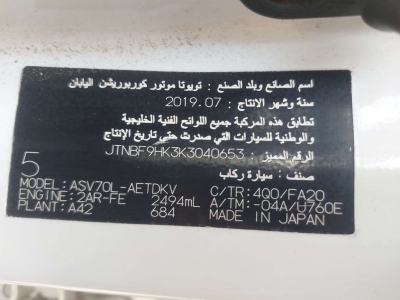 اسم الصانع وبلد الصنع : تويوتا موتور كوربوريشن اليابان
سنة وشهر الانتاج : 2019.07
تطابق هذه المركبة جميع اللوائح الفنية الخليجية
والوطنية للسيارات التي صدرت حتى تاريخ الإنتاج
الرقم المميز : JTNBF9HK3K3040653
صنف : سيارة ركاب
5
MODEL: ASV70L-AETDKV C/TR: 4Q0/FA20
ENGINE: 2AR-FE 2494mL A/TM: -04A/U760E
PLANT: A42 684 MADE IN JAPAN